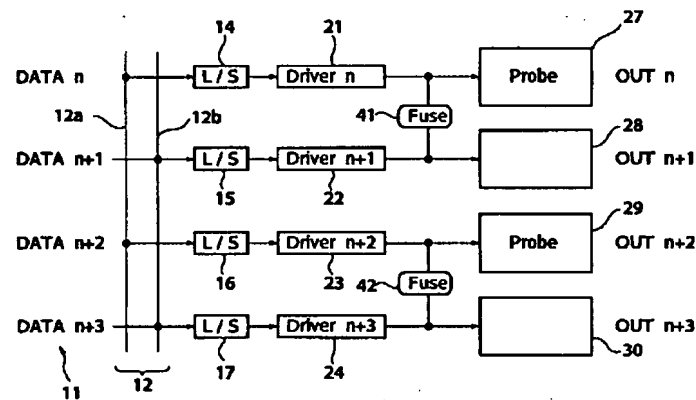 14 21 27
DATA n L / S Driver n Probe OUT n
12a 12b 41 Fuse 28
DATA n+1 L / S Driver n+1 OUT n+1
15 22 29
DATA n+2 L / S Driver n+2 Probe OUT n+2
16 23 42 Fuse
DATA n+3 L / S Driver n+3 OUT n+3
11 12 17 24 30